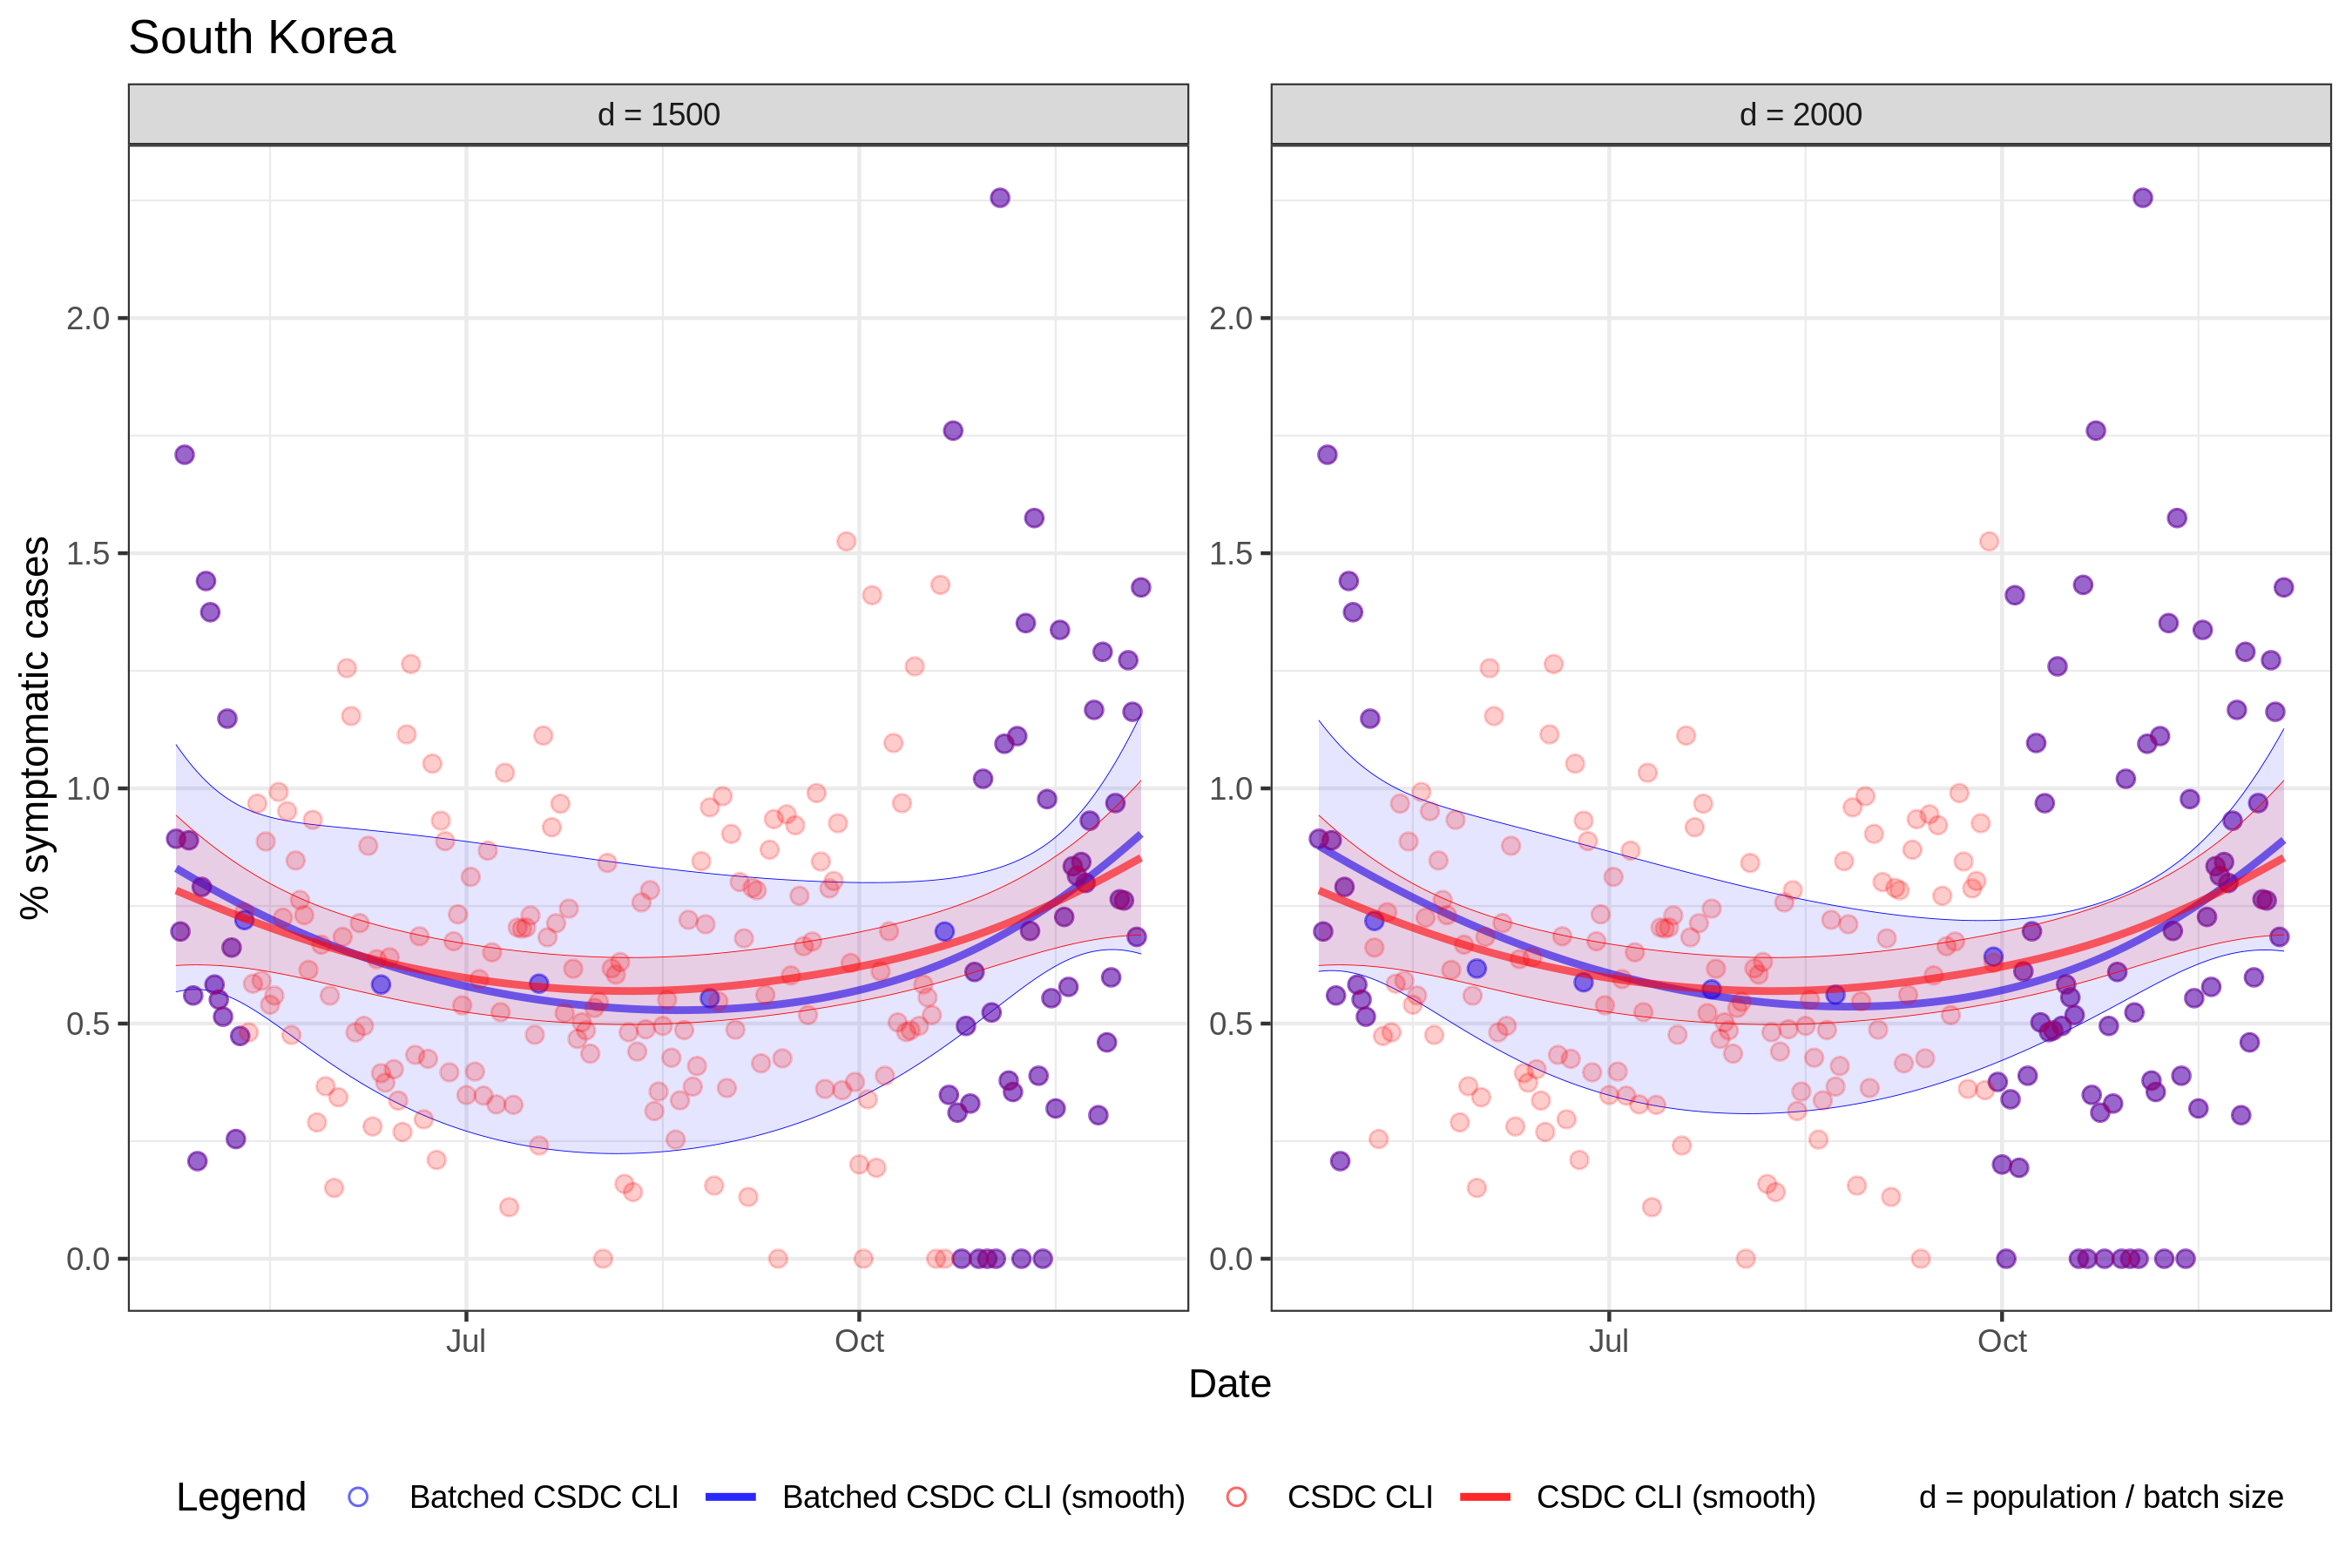 South Korea
d = 1500
d = 2000
% symptomatic cases
2.0
1.5
1.0
0.5
0.0
2.0
1.5
1.0
0.5
0.0
Jul
Oct
Jul
Oct
Date
Legend
Batched CSDC CLI
Batched CSDC CLI (smooth)
CSDC CLI
CSDC CLI (smooth)
d = population / batch size